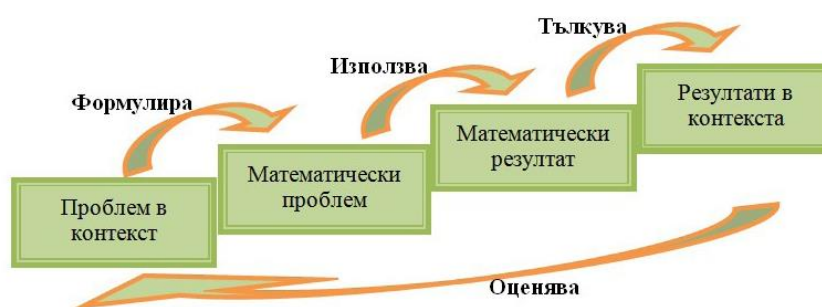 Тълкува
Използва
Формулира
Резултати в
контекста
Математически
резултат
Математически
проблем
Проблем в
контекст
Оценява